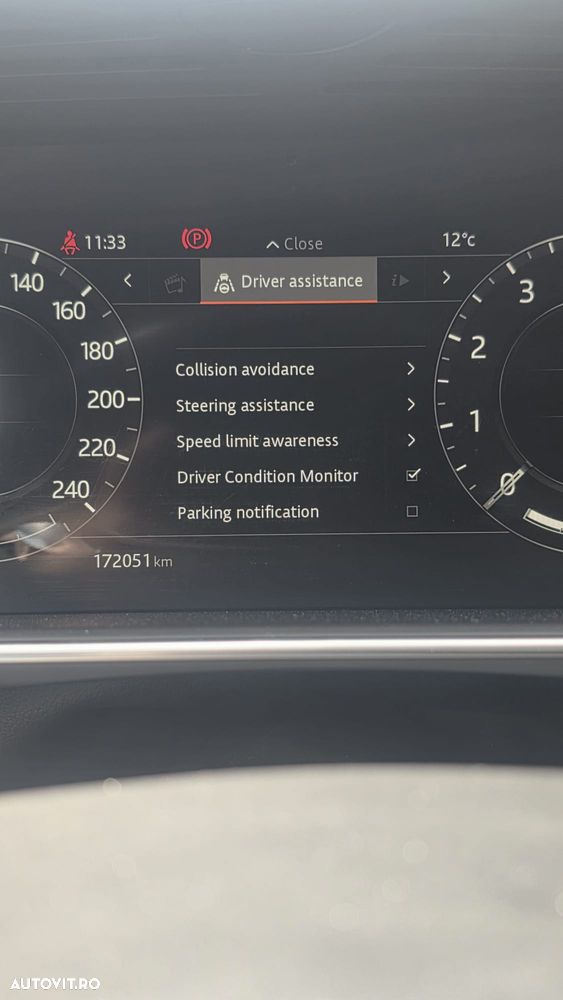 11:33
(P)
Close
12°c
140
160
180
200
220
240
3
2
1
0
Driver assistance
i
Collision avoidance
Steering assistance
Speed limit awareness
Driver Condition Monitor
Parking notification
172051 km
AUTOVIT.RO